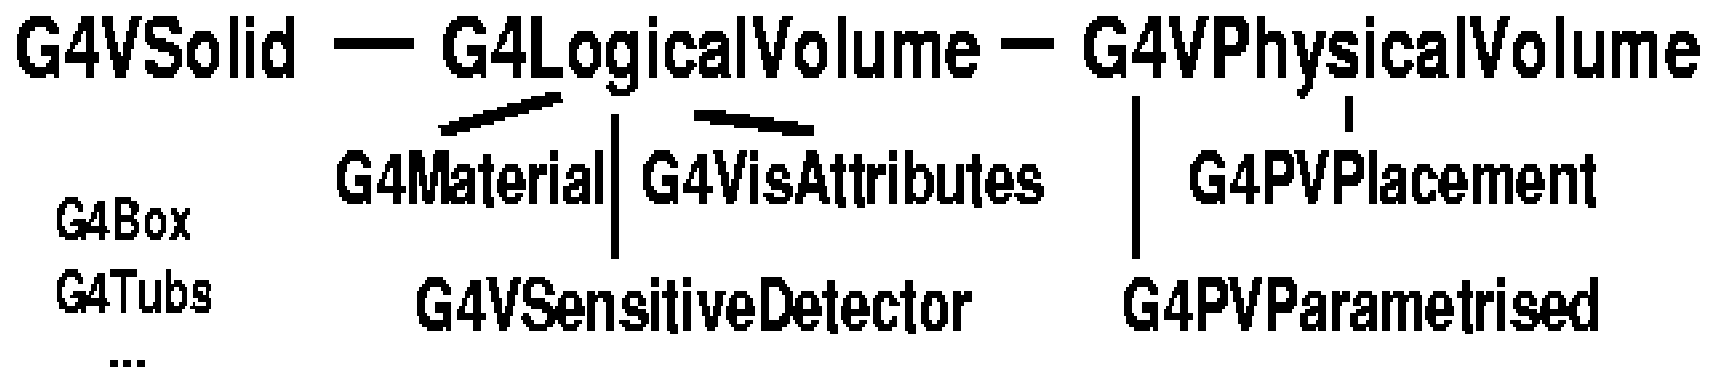 G4VSolid — G4LogicalVolume — G4VPhysicalVolume
G4Material G4VisAttributes G4PVPlacement
G4Box
G4Tubs
G4VSensitiveDetector G4PVParametrised
...